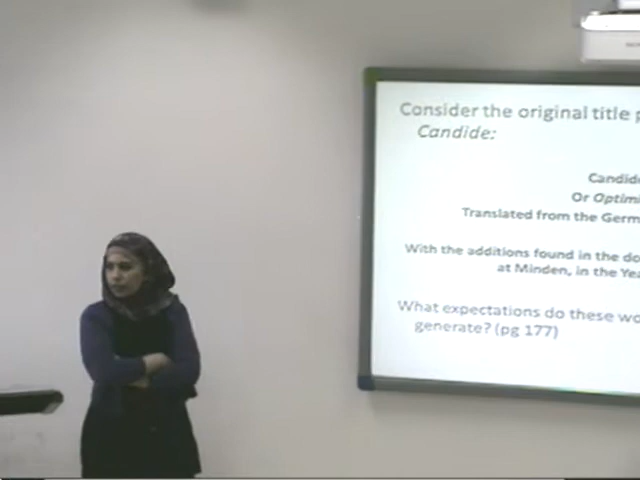 Consider the original title p
Candide:
Candid
Or Optimi
Translated from the Germ
With the additions found in the do
at Minden, in the Yea
What expectations do these wo
generate? (pg 177)